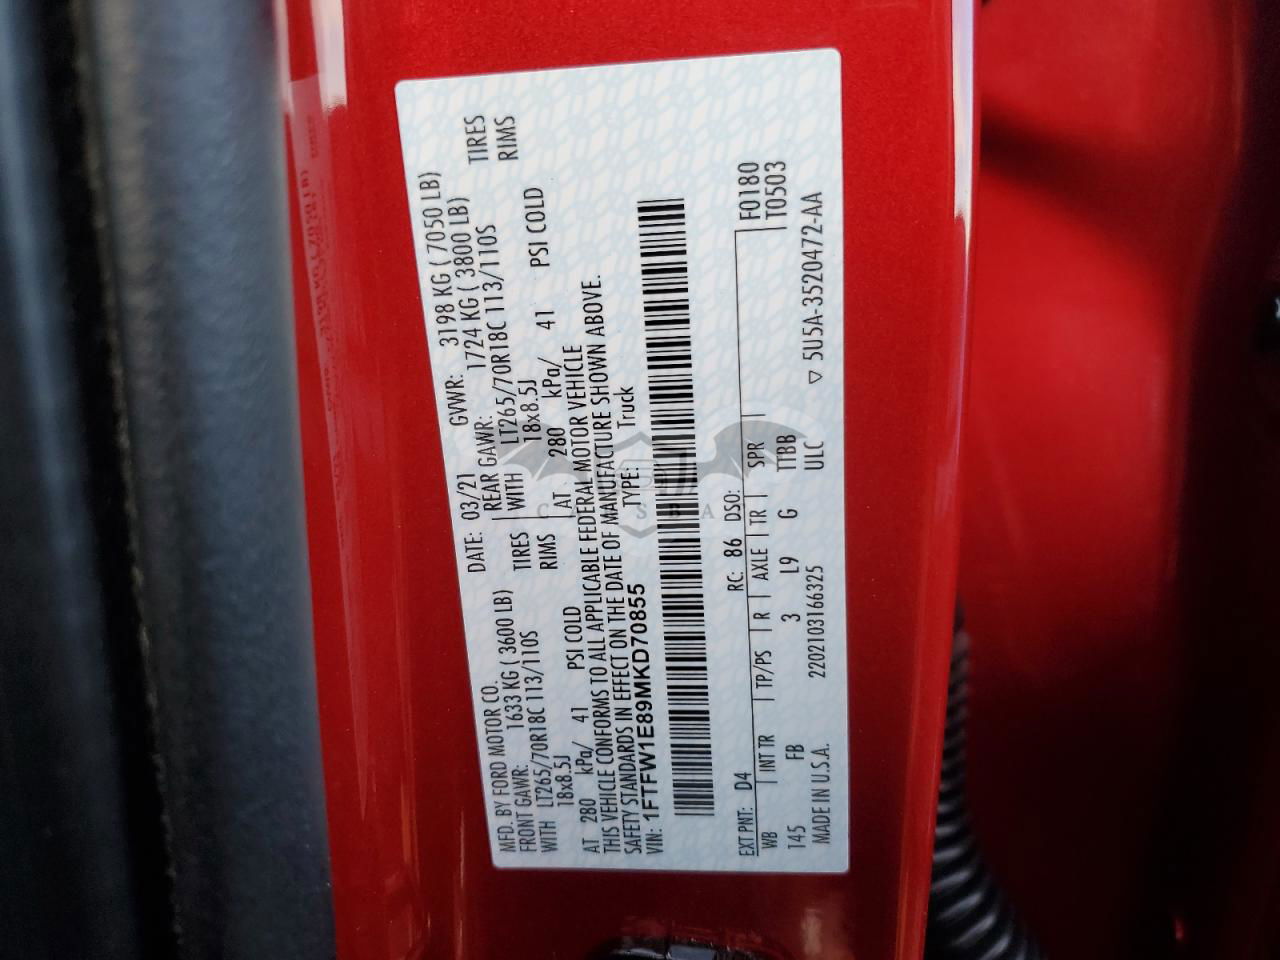 MFD. BY FORD MOTOR CO.
DATE: 03/21 GVWR: 3198 KG ( 7050 LB)
FRONT GAWR: 1633 KG ( 3600 LB) REAR GAWR: 1724 KG ( 3800 LB)
WITH LT265/70R18C 113/110S TIRES WITH LT265/70R18C 113/110S TIRES
18x8.5J RIMS 18x8.5J RIMS
AT 280 kPa/ 41 PSI COLD AT 280 kPa/ 41 PSI COLD
THIS VEHICLE CONFORMS TO ALL APPLICABLE FEDERAL MOTOR VEHICLE
SAFETY STANDARDS IN EFFECT ON THE DATE OF MANUFACTURE SHOWN ABOVE.
VIN: 1FTFW1E89MKD70855 TYPE: Truck
EXT PNT: D4 RC: 86 DSO: F0180
WB INT TR TP/PS R AXLE TR SPR T0503
145 FB 3 L9 G TTBB
MADE IN U.S.A. 2202103166325 ULC ▽ 5U5A-3520472-AA